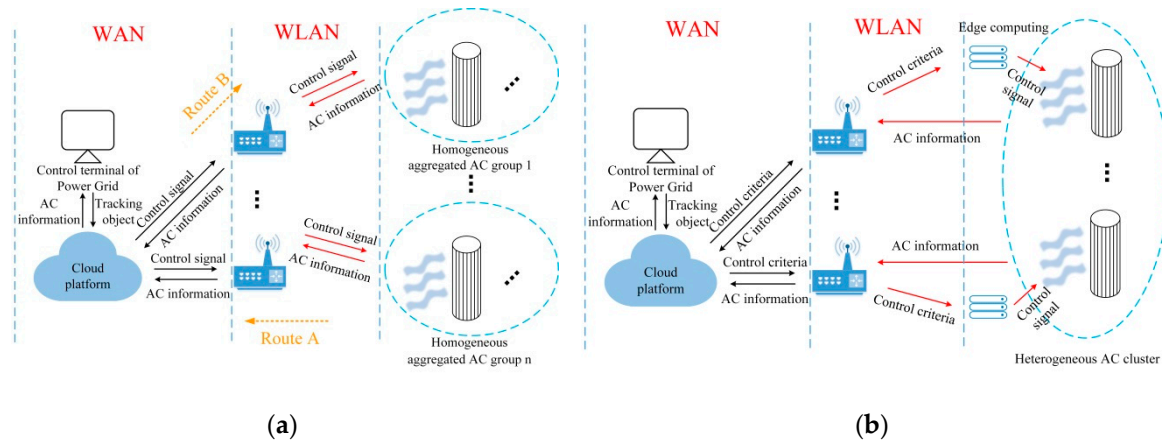 WAN
WLAN
Route B
Control signal
AC information
Control terminal of
Power Grid
AC
information
Tracking
object
Control signal
AC information
Homogeneous
aggregated AC group 1
Cloud
platform
Control signal
AC information
Control signal
AC information
Route A
Homogeneous
aggregated AC group n
(a)
WAN
WLAN
Edge computing
Control criteria
Control
signal
AC information
Control terminal of
Power Grid
AC
information
Tracking
object
Control criteria
AC information
AC information
Cloud
platform
Control criteria
AC information
Control criteria
Control
signal
Heterogeneous AC cluster
(b)